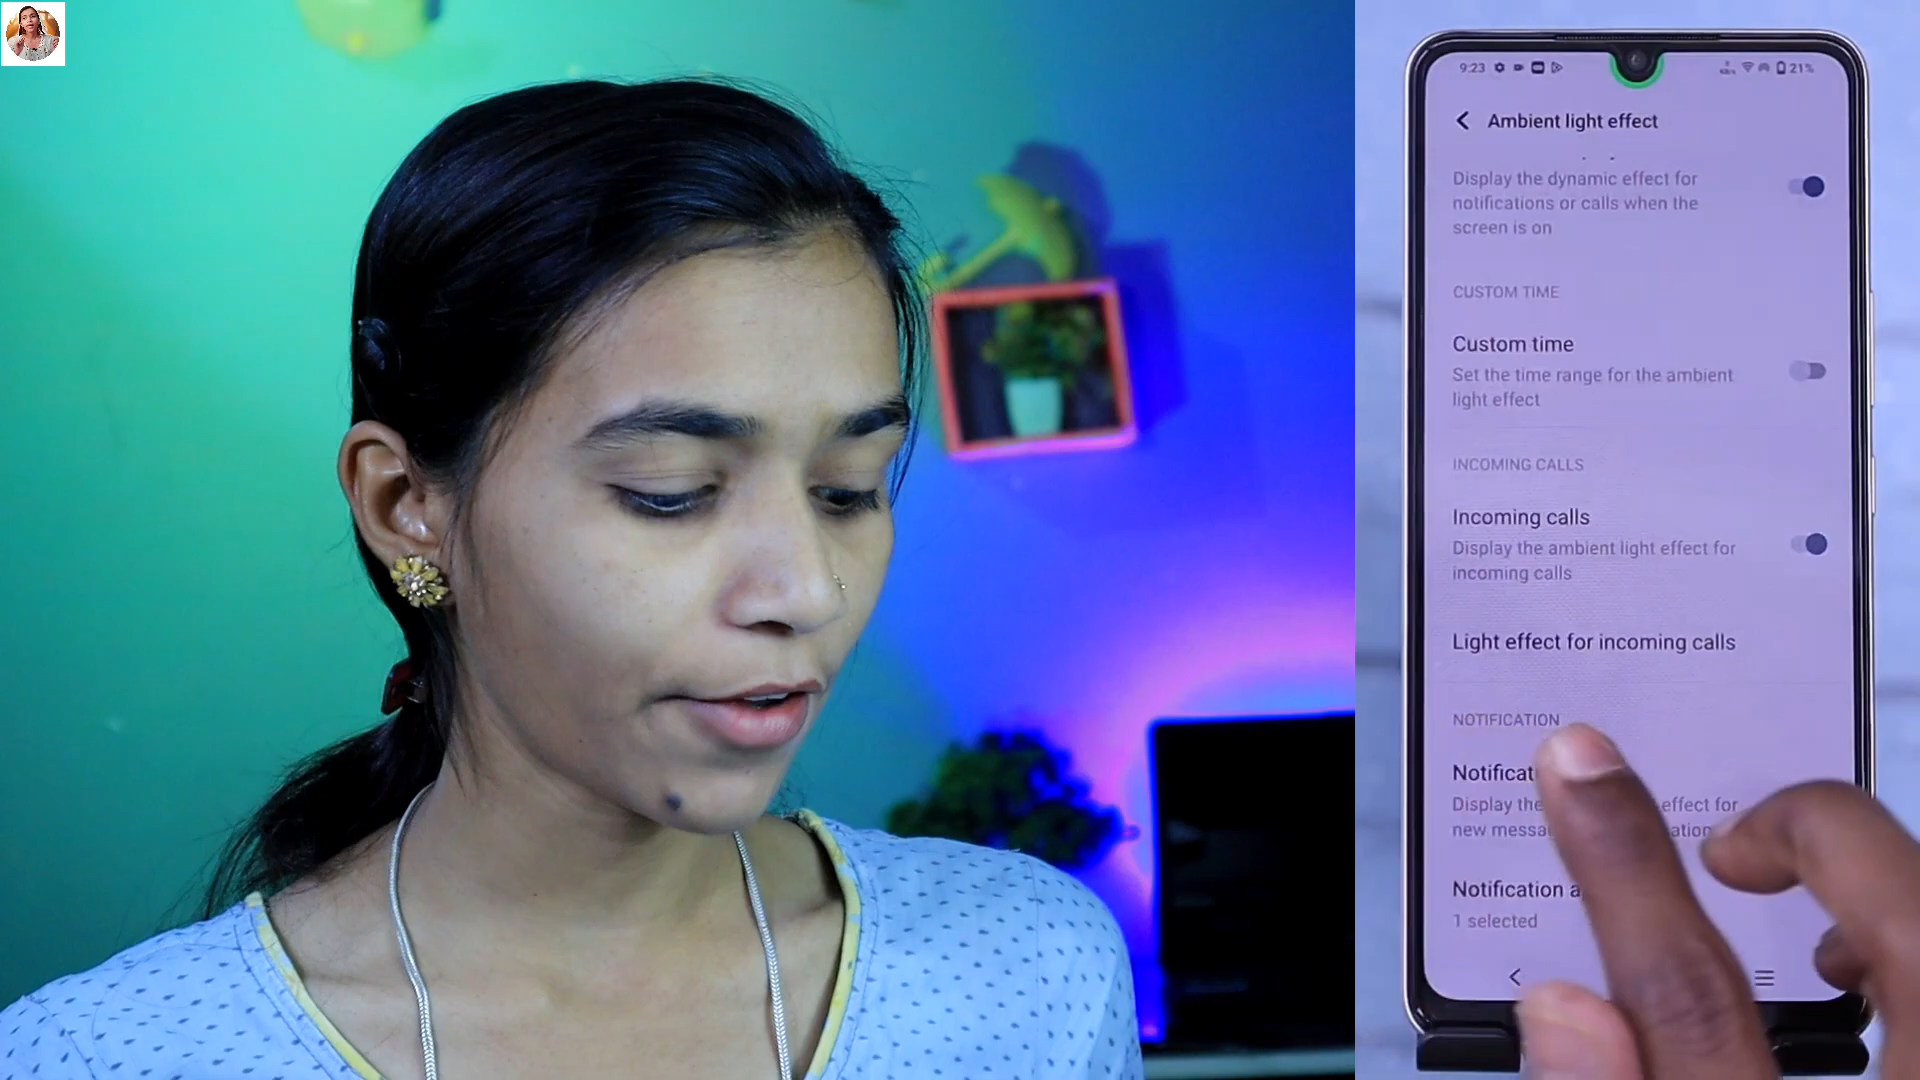 9:23
21%
Ambient light effect
Display the dynamic effect for
notifications or calls when the
screen is on
CUSTOM TIME
Custom time
Set the time range for the ambient
light effect
INCOMING CALLS
Incoming calls
Display the ambient light effect for
incoming calls
Light effect for incoming calls
NOTIFICATION
Display the effect for
new
Notification
1 selected